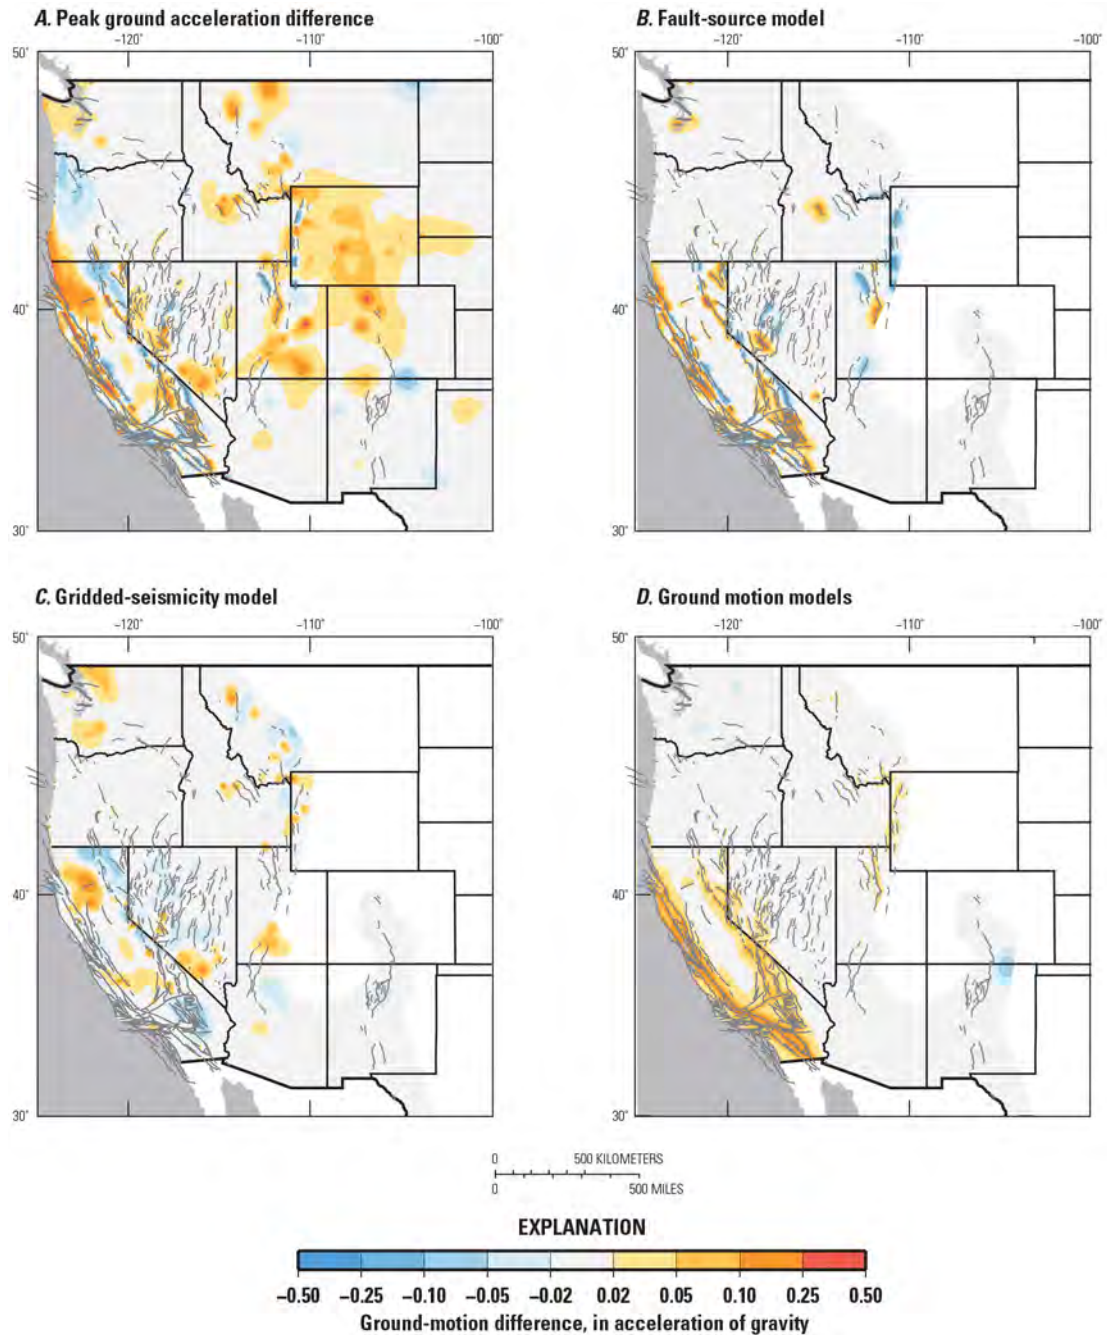 A. Peak ground acceleration difference
B. Fault-source model
−120˚
−110˚
−100˚
−120˚
−110˚
−100˚
50˚
50˚
40˚
40˚
30˚
30˚
C. Gridded-seismicity model
D. Ground motion models
−120˚
−110˚
−100˚
−120˚
−110˚
−100˚
50˚
50˚
40˚
40˚
30˚
30˚
0 500 KILOMETERS
0 500 MILES
EXPLANATION
−0.50 −0.25 −0.10 −0.05 −0.02 0.02 0.05 0.10 0.25 0.50
Ground-motion difference, in acceleration of gravity